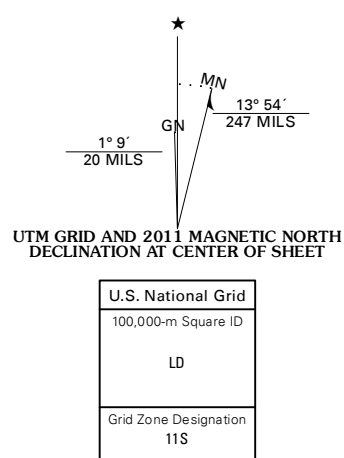 ★
MN
GN
13° 54´
247 MILS
1° 9´
20 MILS
UTM GRID AND 2011 MAGNETIC NORTH
DECLINATION AT CENTER OF SHEET
U.S. National Grid
100,000-m Square ID
LD
Grid Zone Designation
11S